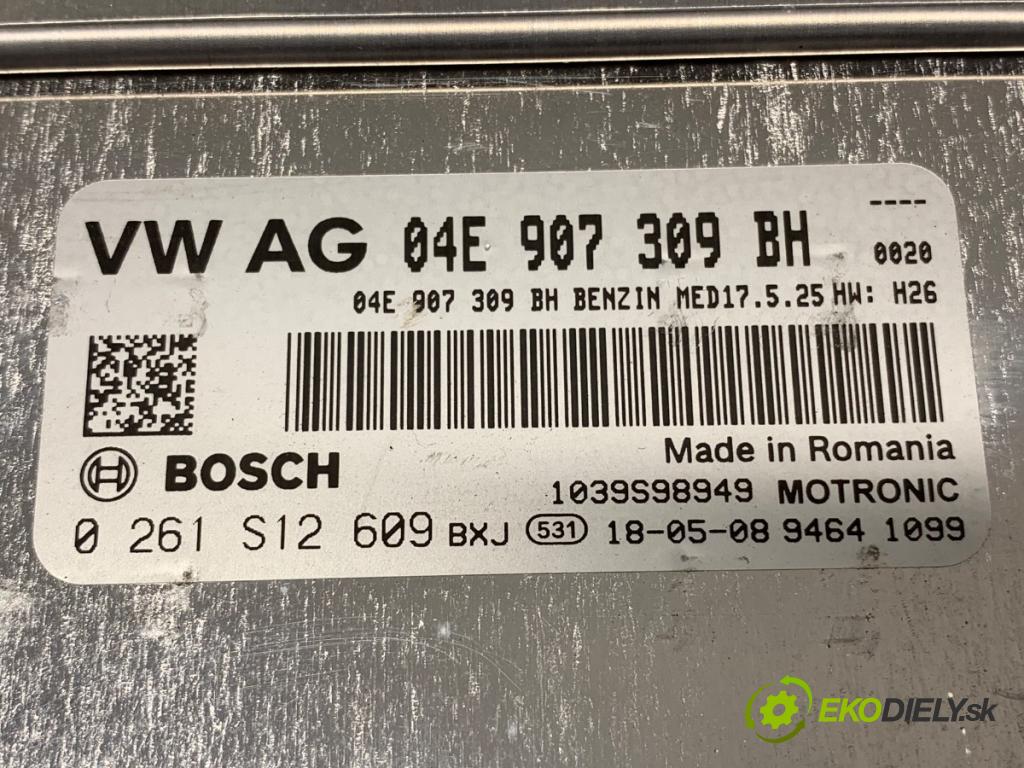 ----
VW AG 04E 907 309 BH 0020
04E 907 309 BH BENZIN MED17.5.25 HW: H26
Made in Romania
BOSCH
1039S98949 MOTRONIC
0 261 S12 609 BXJ 531 18-05-08 9464 1099
EKODIELY.sk